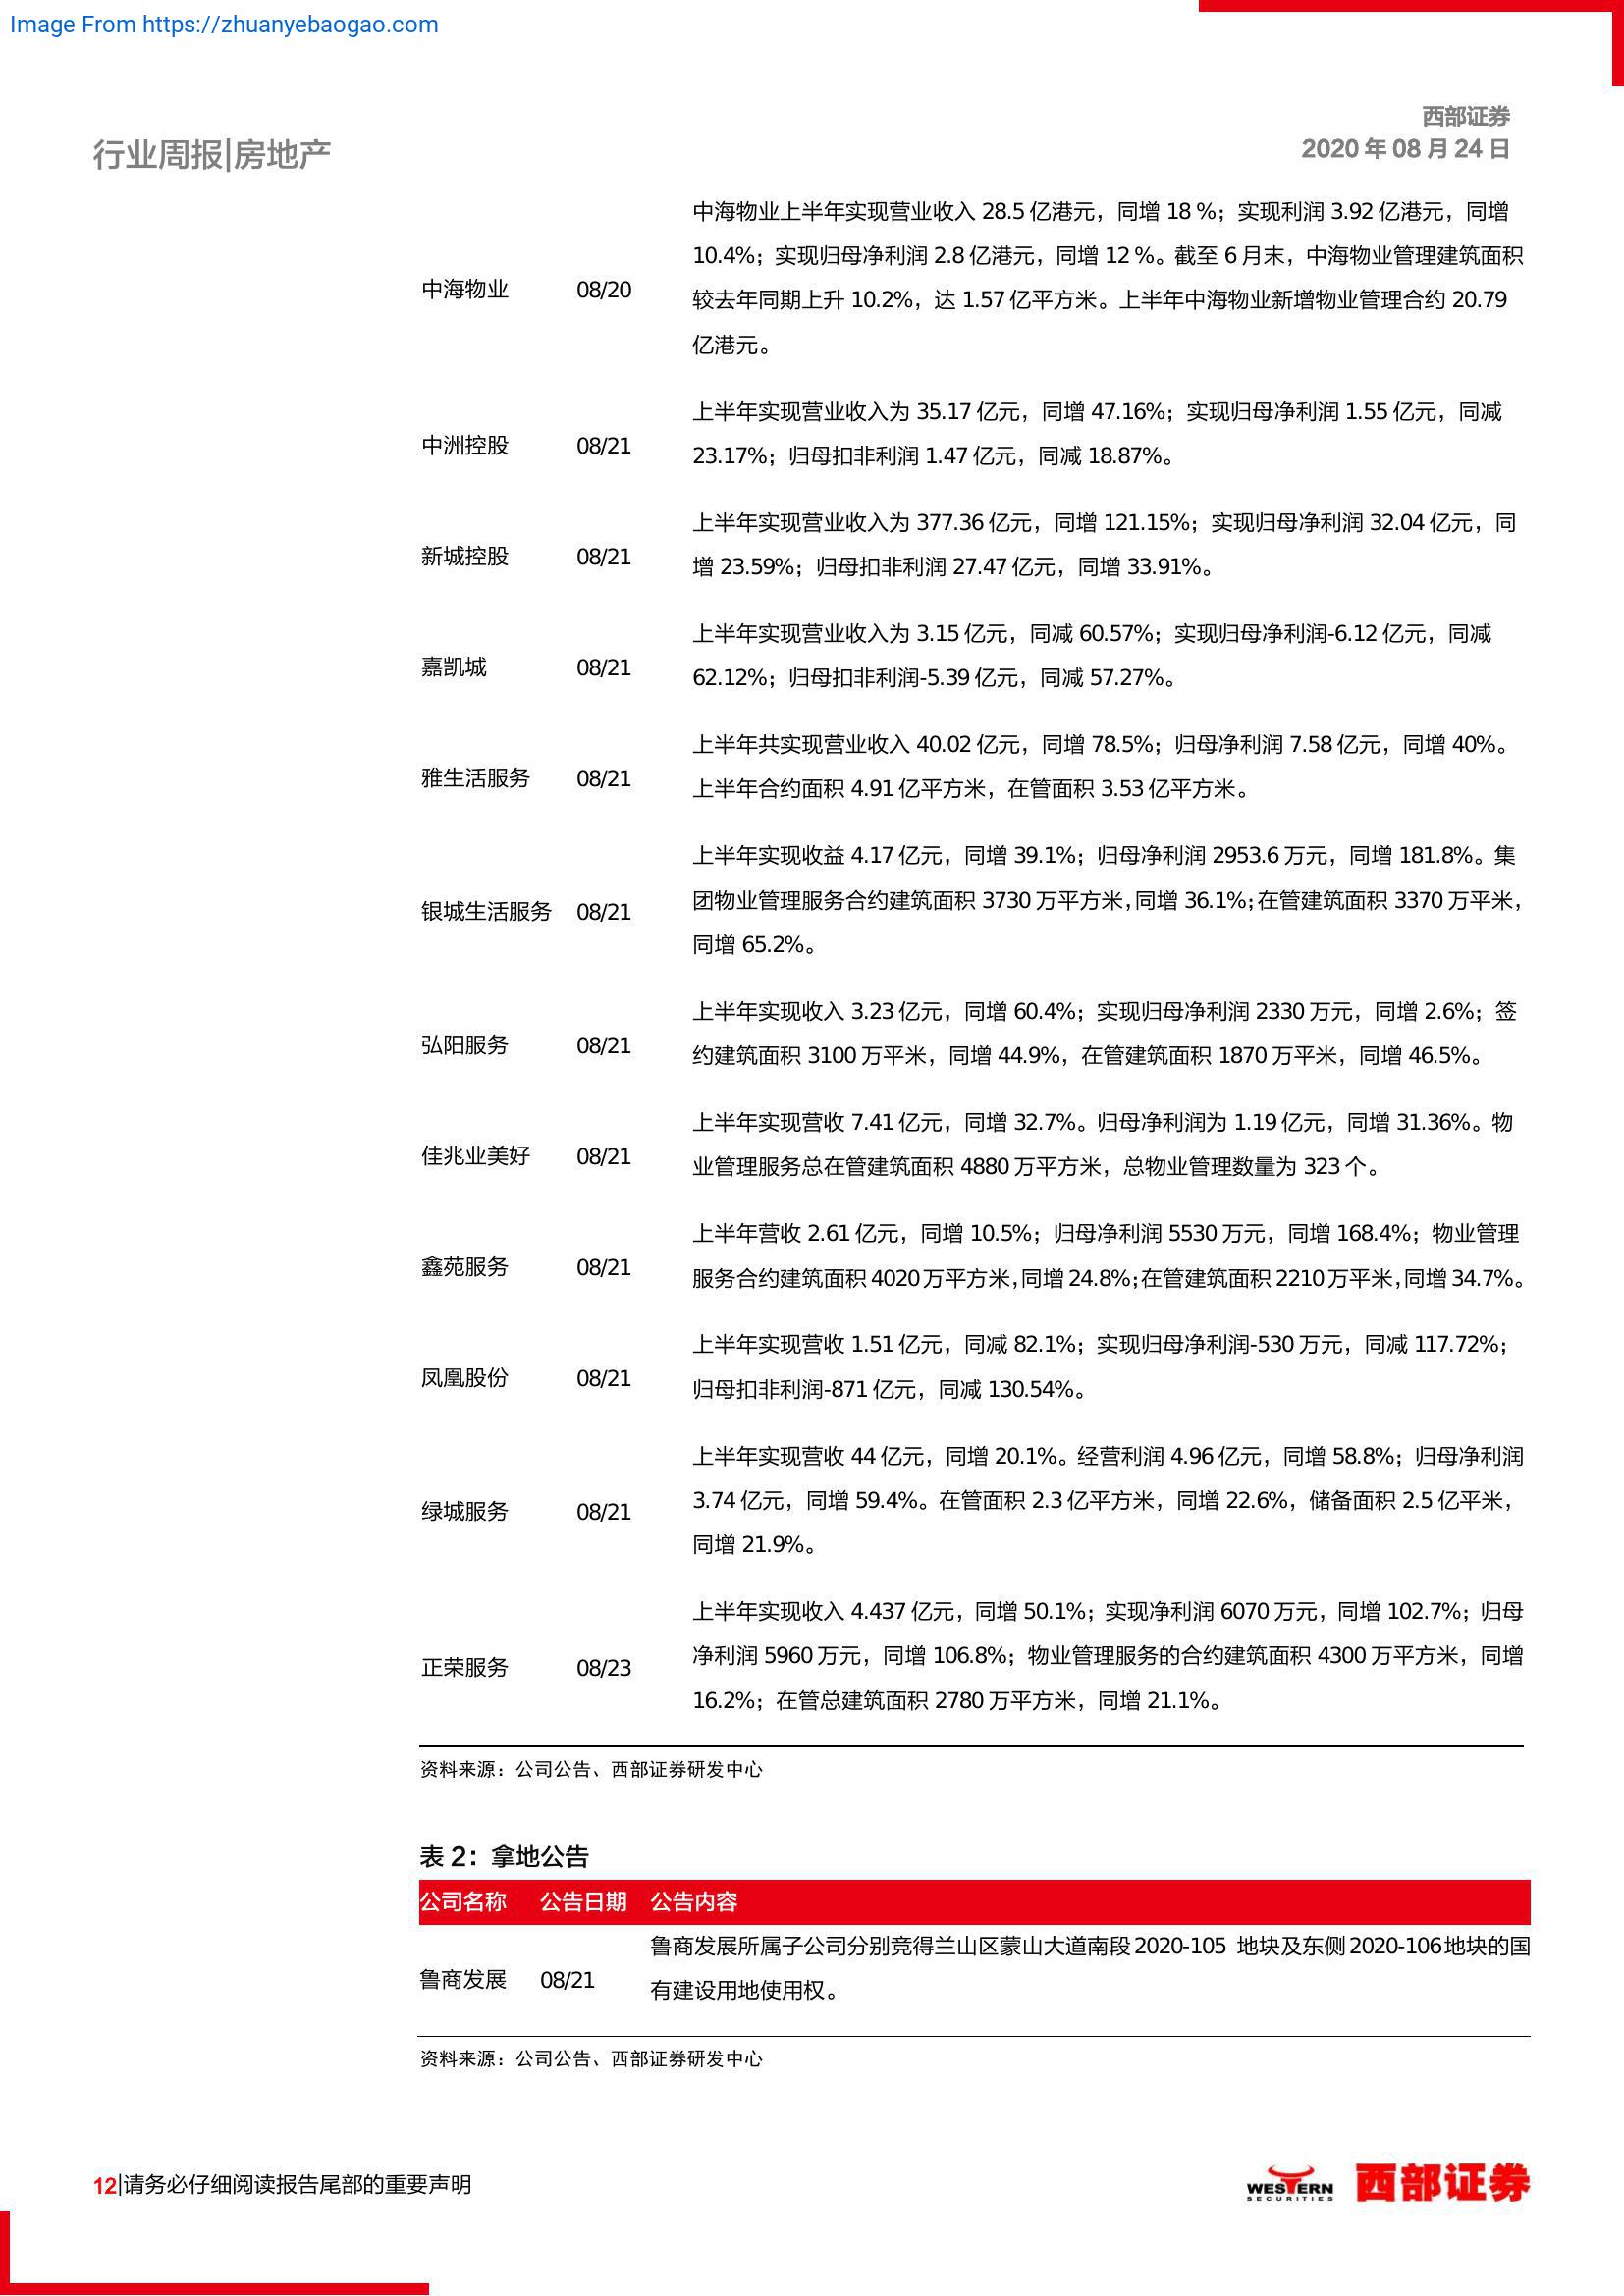 Image From https://zhuanyebaogao.com
西部证券
行业周报|房地产
2020 年 08 月 24 日
中海物业上半年实现营业收入 28.5 亿港元，同增 18 %；实现利润 3.92 亿港元，同增
10.4%；实现归母净利润 2.8 亿港元，同增 12 %。截至 6 月末，中海物业管理建筑面积
中海物业 08/20
较去年同期上升 10.2%，达 1.57 亿平方米。上半年中海物业新增物业管理合约 20.79
亿港元。
上半年实现营业收入为 35.17 亿元，同增 47.16%；实现归母净利润 1.55 亿元，同减
中洲控股 08/21
23.17%；归母扣非利润 1.47 亿元，同减 18.87%。
上半年实现营业收入为 377.36 亿元，同增 121.15%；实现归母净利润 32.04 亿元，同
新城控股 08/21
增 23.59%；归母扣非利润 27.47 亿元，同增 33.91%。
上半年实现营业收入为 3.15 亿元，同减 60.57%；实现归母净利润-6.12 亿元，同减
嘉凯城 08/21
62.12%；归母扣非利润-5.39 亿元，同减 57.27%。
上半年共实现营业收入 40.02 亿元，同增 78.5%；归母净利润 7.58 亿元，同增 40%。
雅生活服务 08/21
上半年合约面积 4.91 亿平方米，在管面积 3.53 亿平方米。
上半年实现收益 4.17 亿元，同增 39.1%；归母净利润 2953.6 万元，同增 181.8%。集
团物业管理服务合约建筑面积 3730 万平方米，同增 36.1%；在管建筑面积 3370 万平米，
银城生活服务 08/21
同增 65.2%。
上半年实现收入 3.23 亿元，同增 60.4%；实现归母净利润 2330 万元，同增 2.6%；签
弘阳服务 08/21
约建筑面积 3100 万平米，同增 44.9%，在管建筑面积 1870 万平米，同增 46.5%。
上半年实现营收 7.41 亿元，同增 32.7%。归母净利润为 1.19 亿元，同增 31.36%。物
佳兆业美好 08/21
业管理服务总在管建筑面积 4880 万平方米，总物业管理数量为 323 个。
上半年营收 2.61 亿元，同增 10.5%；归母净利润 5530 万元，同增 168.4%；物业管理
鑫苑服务 08/21
服务合约建筑面积 4020 万平方米，同增 24.8%；在管建筑面积 2210 万平米，同增 34.7%。
上半年实现营收 1.51 亿元，同减 82.1%；实现归母净利润-530 万元，同减 117.72%；
凤凰股份 08/21
归母扣非利润-871 亿元，同减 130.54%。
上半年实现营收 44 亿元，同增 20.1%。经营利润 4.96 亿元，同增 58.8%；归母净利润
3.74 亿元，同增 59.4%。在管面积 2.3 亿平方米，同增 22.6%，储备面积 2.5 亿平米，
绿城服务 08/21
同增 21.9%。
上半年实现收入 4.437 亿元，同增 50.1%；实现净利润 6070 万元，同增 102.7%；归母
净利润 5960 万元，同增 106.8%；物业管理服务的合约建筑面积 4300 万平方米，同增
正荣服务 08/23
16.2%；在管总建筑面积 2780 万平方米，同增 21.1%。
资料来源：公司公告、西部证券研发中心
表 2：拿地公告
公司名称 公告日期 公告内容
鲁商发展所属子公司分别竞得兰山区蒙山大道南段 2020-105 地块及东侧 2020-106 地块的国
鲁商发展 08/21
有建设用地使用权。
资料来源：公司公告、西部证券研发中心
12|请务必仔细阅读报告尾部的重要声明
WESTERN
SECURITIES
西部证券